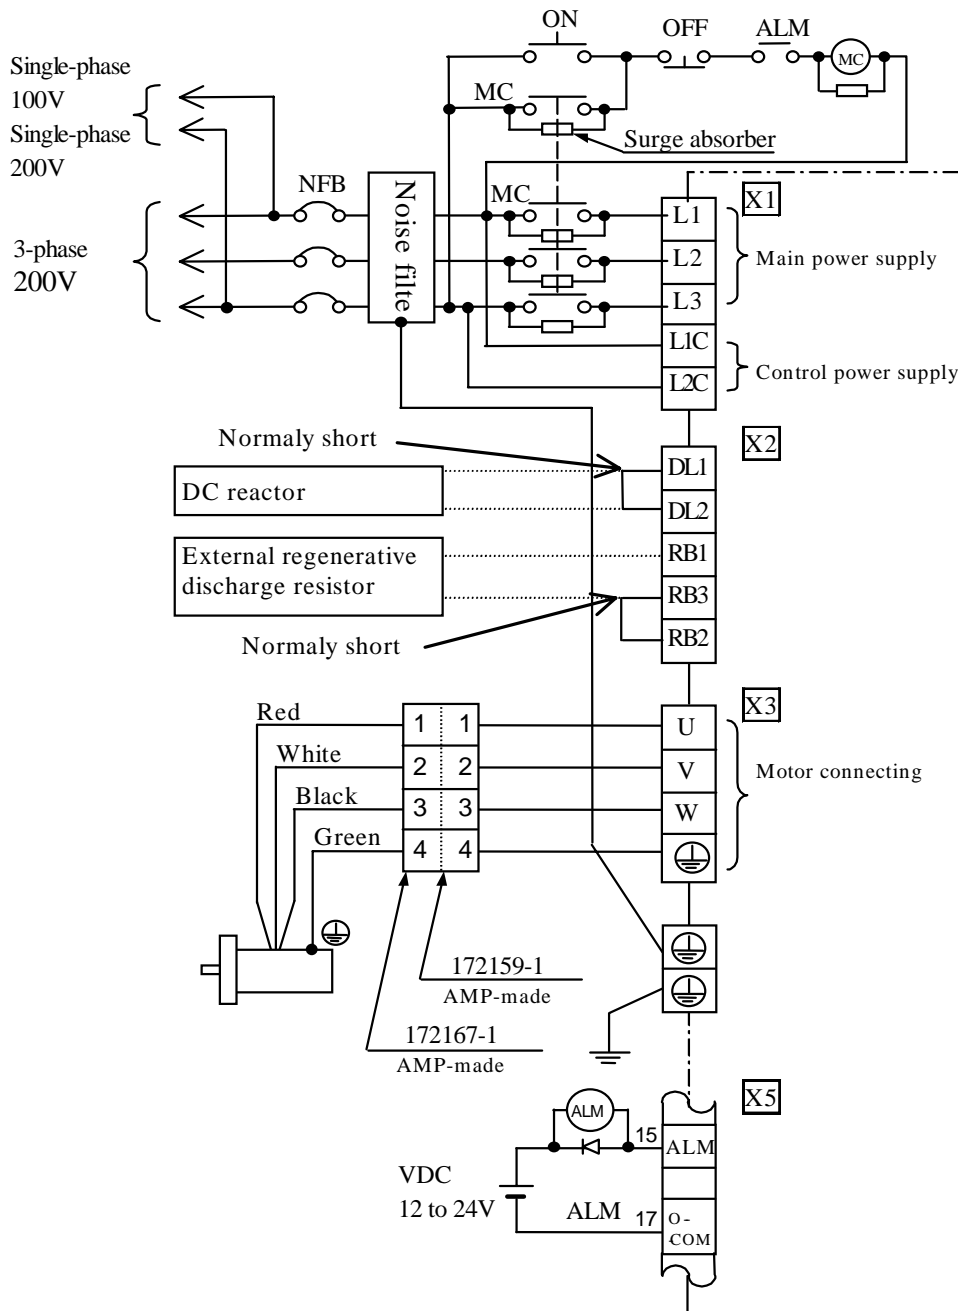 ON
OFF
ALM
MC
Single-phase
100V
Single-phase
200V
MC
Surge absorber
NFB
Noise filte
MC
3-phase
200V
X1
L1
L2
L3
L1C
L2C
Main power supply
Control power supply
Normaly short
X2
DC reactor
DL1
DL2
External regenerative
discharge resistor
RB1
RB3
RB2
Normaly short
X3
Red
1 1
U
White
2 2
V
Motor connecting
Black
3 3
W
Green
4 4
172159-1
AMP-made
172167-1
AMP-made
X5
ALM
15
ALM
VDC
12 to 24V
ALM
17
O-
-COM